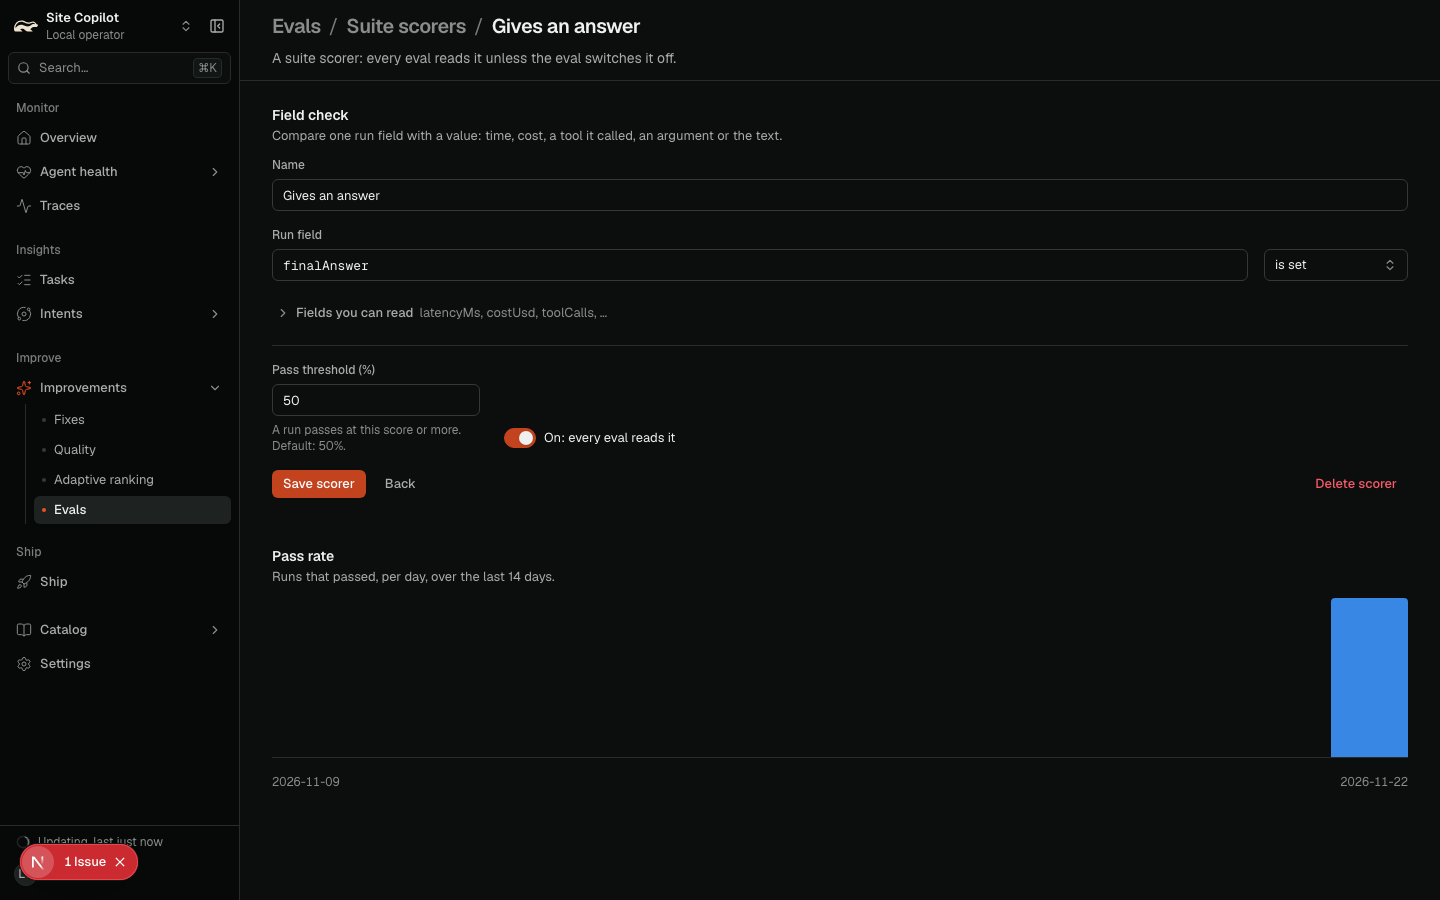 Site Copilot
Local operator
Search...
⌘K
Monitor
Overview
Agent health
Traces
Insights
Tasks
Intents
Improve
Improvements
Fixes
Quality
Adaptive ranking
Evals
Ship
Ship
Catalog
Settings
Updating, last just now
N 1 Issue
Evals / Suite scorers / Gives an answer
A suite scorer: every eval reads it unless the eval switches it off.
Field check
Compare one run field with a value: time, cost, a tool it called, an argument or the text.
Name
Gives an answer
Run field
finalAnswer is set
Fields you can read latencyMs, costUsd, toolCalls, ...
Pass threshold (%)
50
A run passes at this score or more.
Default: 50%.
On: every eval reads it
Save scorer Back Delete scorer
Pass rate
Runs that passed, per day, over the last 14 days.
2026-11-09 2026-11-22